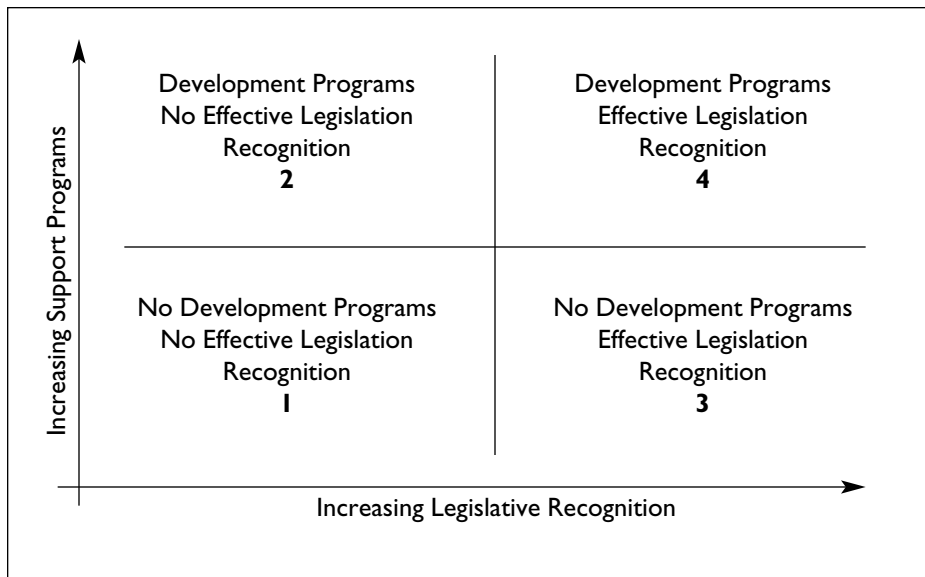 Increasing Support Programs
Development Programs
No Effective Legislation
Recognition
2
Development Programs
Effective Legislation
Recognition
4
No Development Programs
No Effective Legislation
Recognition
1
No Development Programs
Effective Legislation
Recognition
3
Increasing Legislative Recognition